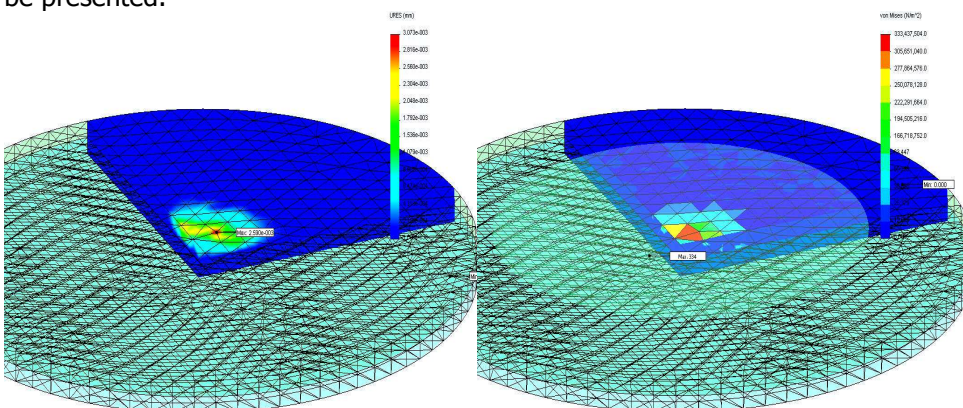 be presented.
URES (mm)
3.073e-003
2.816e-003
2.560e-003
2.304e-003
2.048e-003
1.792e-003
1.536e-003
Max: 2.590e-003
von Mises (N/m^2)
333,437,504.0
305,651,040.0
277,864,576.0
250,078,128.0
222,291,664.0
194,505,216.0
166,718,752.0
Min: 0.000
Max: 334